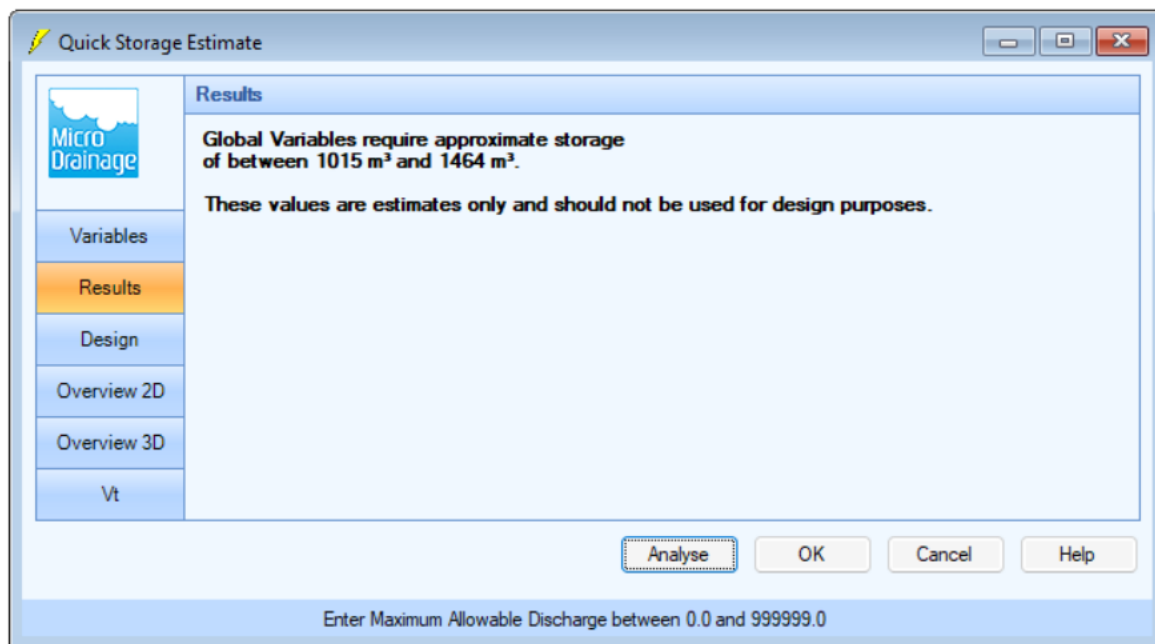 Quick Storage Estimate
Micro
Drainage
Variables
Results
Design
Overview 2D
Overview 3D
Vt
Results
Global Variables require approximate storage
of between 1015 m³ and 1464 m³.
These values are estimates only and should not be used for design purposes.
Analyse
OK
Cancel
Help
Enter Maximum Allowable Discharge between 0.0 and 999999.0